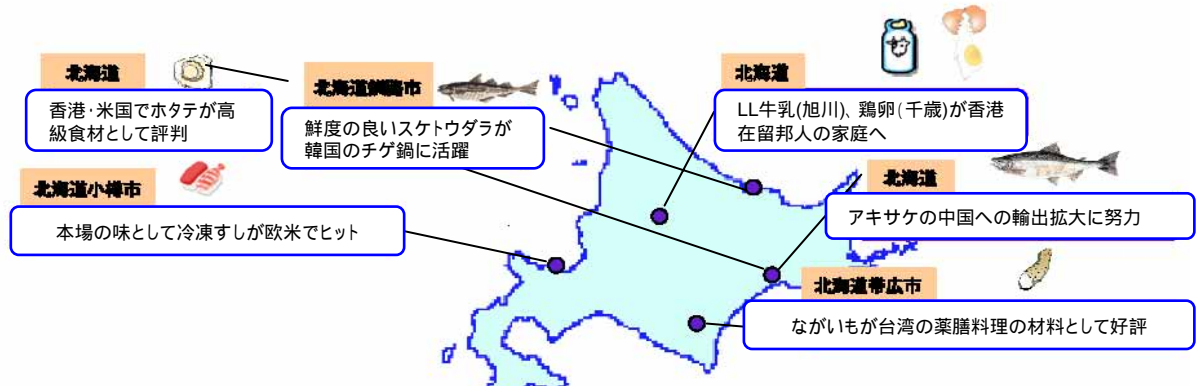 北海道
香港・米国でホタテが高
級食材として評判
北海道釧路市
鮮度の良いスケトウダラが
韓国のチゲ鍋に活躍
北海道
LL牛乳(旭川)、鶏卵(千歳)が香港
在留邦人の家庭へ
北海道小樽市
本場の味として冷凍すしが欧米でヒット
北海道
アキサケの中国への輸出拡大に努力
北海道帯広市
ながいもが台湾の薬膳料理の材料として好評